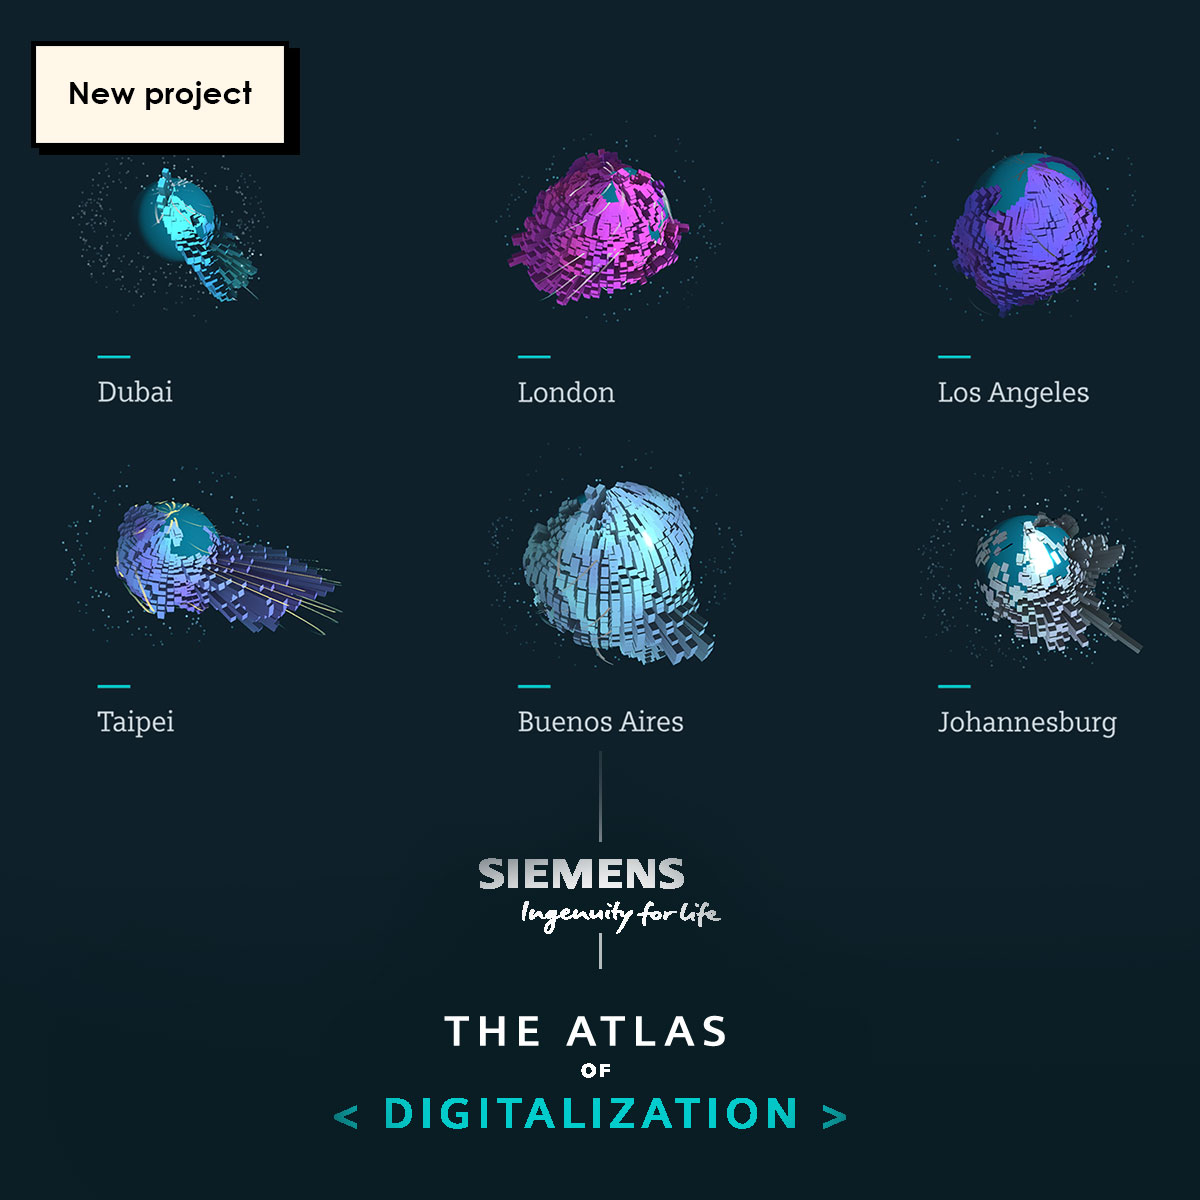 New project
Dubai
London
Los Angeles
Taipei
Buenos Aires
Johannesburg
SIEMENS
Ingenuity for life
THE ATLAS
OF
< DIGITALIZATION >